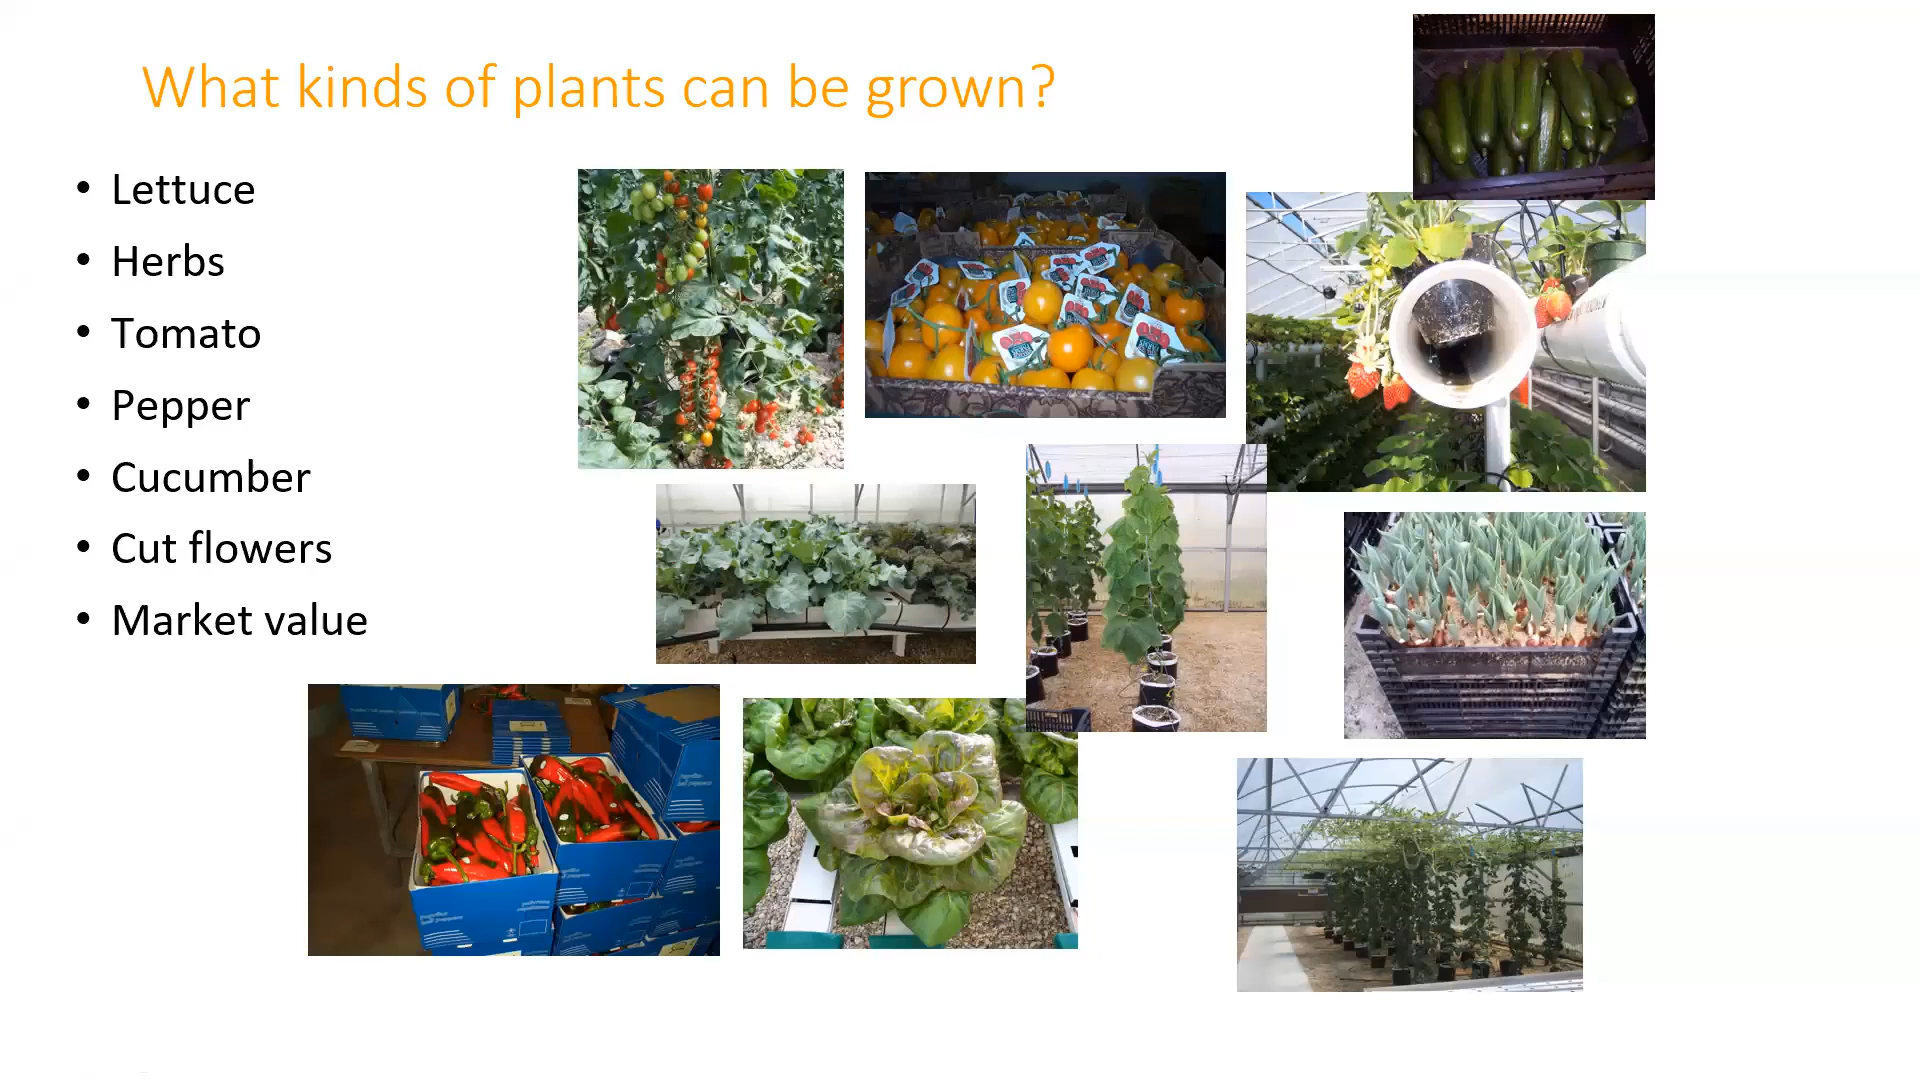 What kinds of plants can be grown?
• Lettuce
• Herbs
• Tomato
• Pepper
• Cucumber
• Cut flowers
• Market value